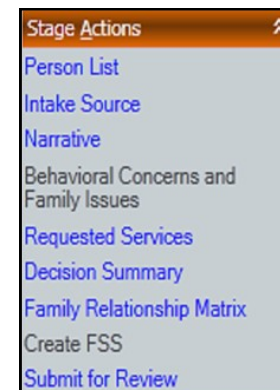 Stage Actions
Person List
Intake Source
Narrative
Behavioral Concerns and
Family Issues
Requested Services
Decision Summary
Family Relationship Matrix
Create FSS
Submit for Review